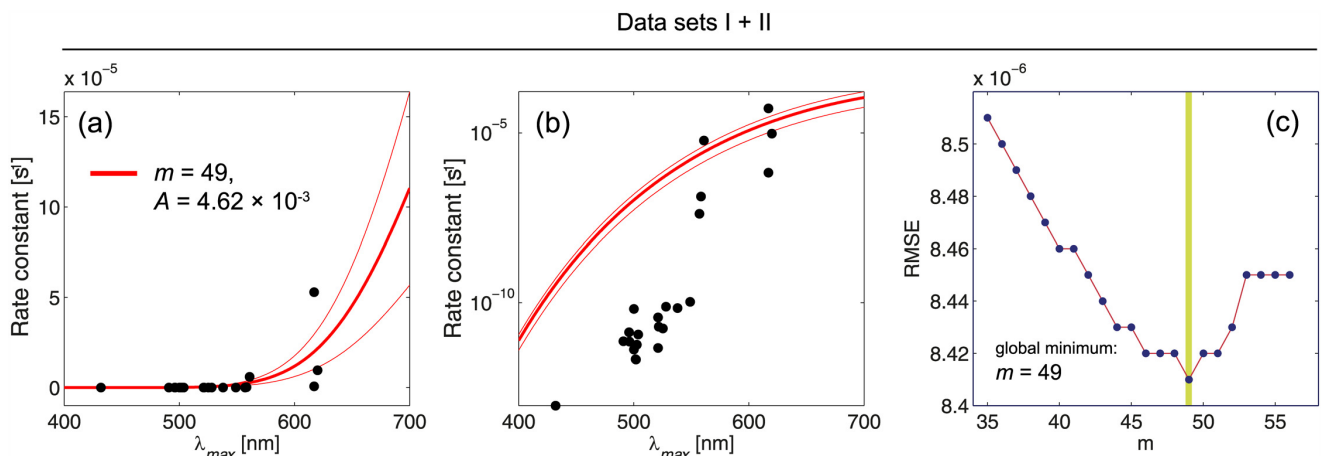 Data sets I + II
x 10⁻⁵
(a)
m = 49,
A = 4.62 × 10⁻³
Rate constant [s¹]
15
10
5
0
400
500
600
700
λmax [nm]
(b)
Rate constant [s¹]
10⁻⁵
10⁻¹⁰
400
500
600
700
λmax [nm]
x 10⁻⁶
(c)
RMSE
8.5
8.48
8.46
8.44
8.42
8.4
global minimum:
m = 49
35
40
45
50
55
m